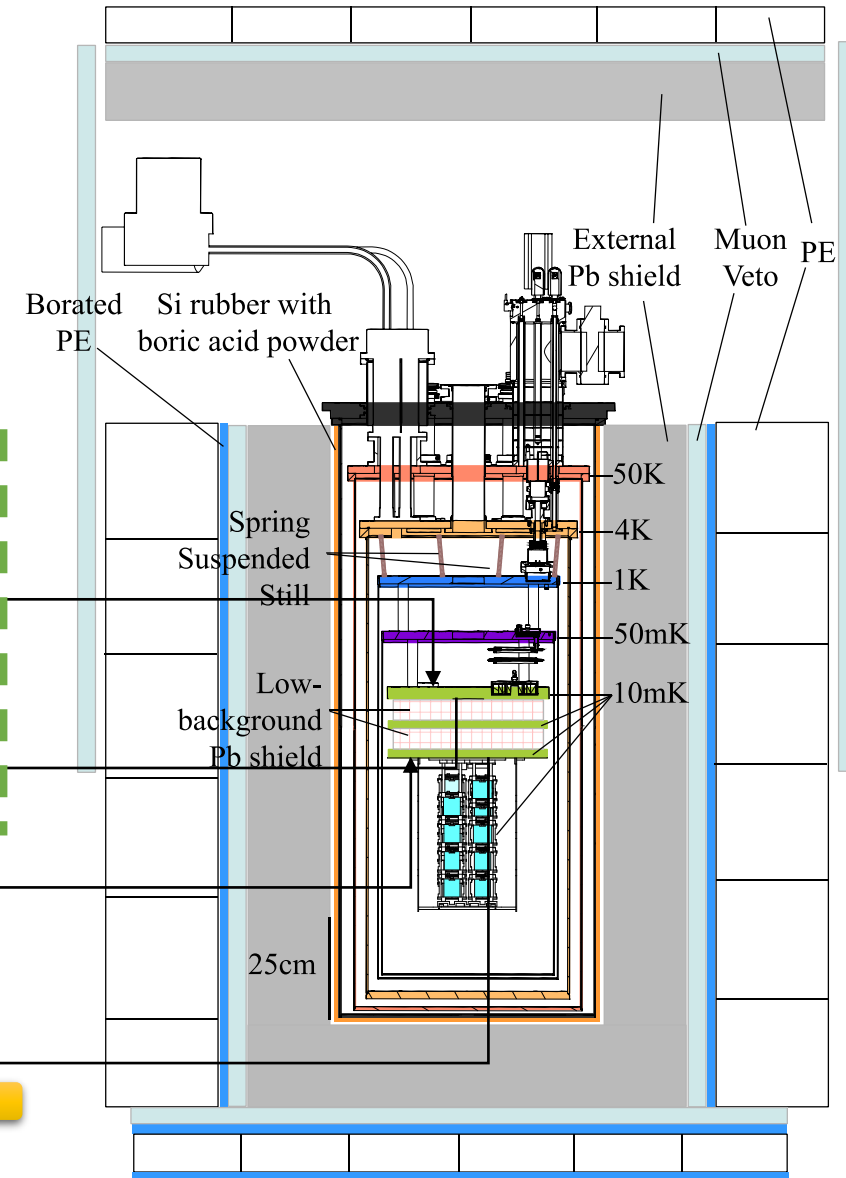 External
Pb shield
Muon
Veto
PE
Borated
PE
Si rubber with
boric acid powder
50K
4K
Spring
Suspended
Still
1K
50mK
10mK
Low-
background
Pb shield
25cm